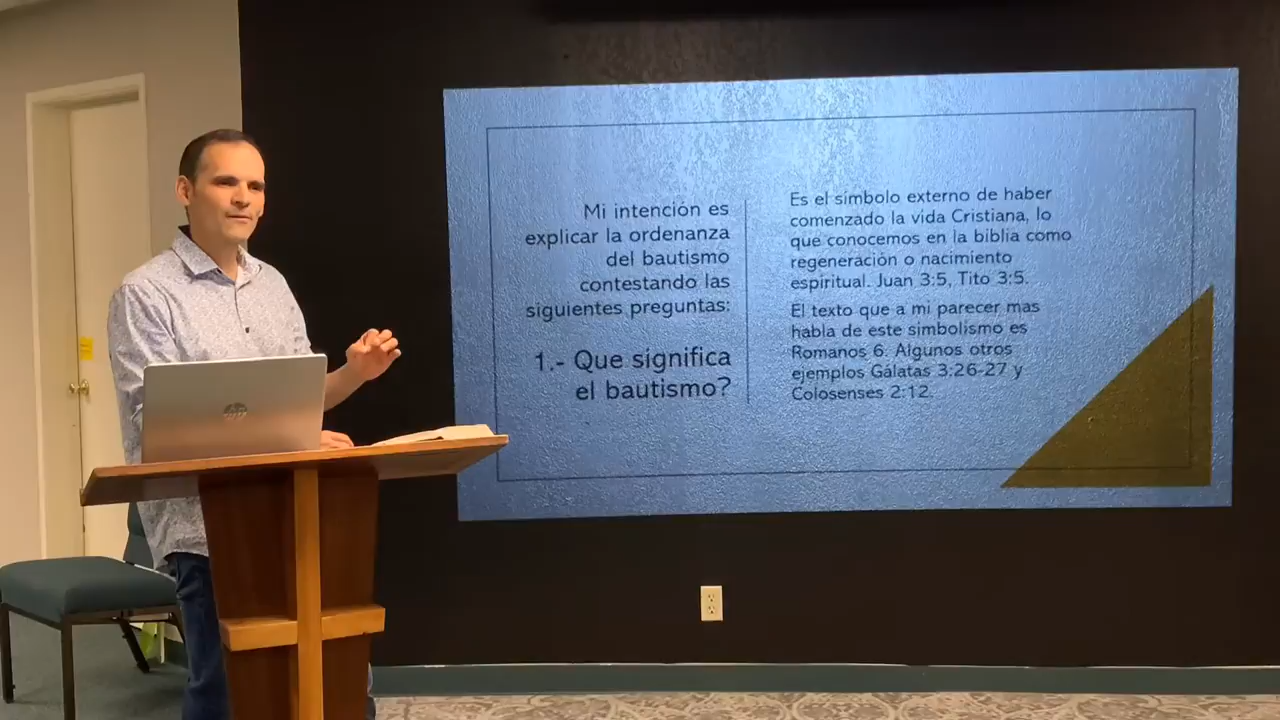 Mi intención es
explicar la ordenanza
del bautismo
contestando las
siguientes preguntas:
1.- Que significa
el bautismo?
Es el símbolo externo de haber
comenzado la vida Cristiana, lo
que conocemos en la biblia como
regeneración o nacimiento
espiritual. Juan 3:5, Tito 3:5.
El texto que a mi parecer mas
habla de este simbolismo es
Romanos 6. Algunos otros
ejemplos Gálatas 3:26-27 y
Colosenses 2:12.
hp